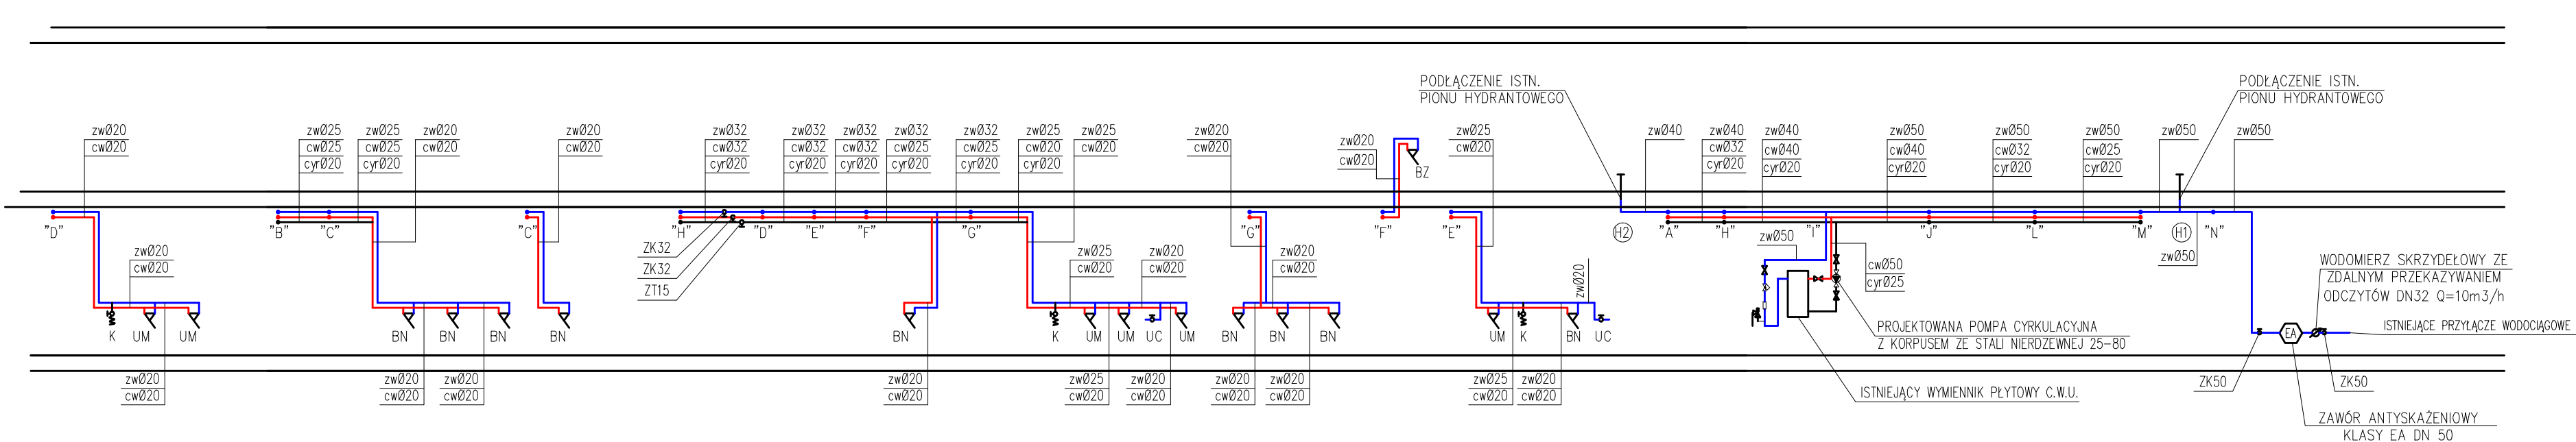 PODŁĄCZENIE ISTN.
PIONU HYDRANTOWEGO
PODŁĄCZENIE ISTN.
PIONU HYDRANTOWEGO
zwØ20
cwØ20
zwØ25
cwØ25
cyrØ20
zwØ25
cwØ25
cyrØ20
zwØ20
cwØ20
zwØ20
cwØ20
zwØ32
cwØ32
cyrØ20
zwØ32
cwØ32
cyrØ20
zwØ32
cwØ32
cyrØ20
zwØ32
cwØ25
cyrØ20
zwØ32
cwØ25
cyrØ20
zwØ25
cwØ20
cyrØ20
zwØ25
cwØ20
zwØ20
cwØ20
zwØ20
cwØ20
BZ
zwØ25
cwØ20
zwØ40
zwØ40
cwØ32
cyrØ20
zwØ40
cwØ40
cyrØ20
zwØ50
cwØ40
cyrØ20
zwØ50
cwØ32
cyrØ20
zwØ50
cwØ25
cyrØ20
zwØ50
zwØ50
"D"
"B"
"C"
"C"
"H"
"D"
"E"
"F"
"G"
"G"
"F"
"E"
H2
"A"
"H"
"I"
"J"
"L"
"M"
H1
"N"
zwØ20
cwØ20
ZK32
ZK32
ZT15
zwØ25
cwØ20
zwØ20
cwØ20
zwØ20
cwØ20
zwØ20
zwØ50
cwØ50
cyrØ25
zwØ50
WODOMIERZ SKRZYDEŁOWY ZE
ZDALNYM PRZEKAZYWANIEM
ODCZYTÓW DN32 Q=10m3/h
K
UM
UM
BN
BN
BN
BN
BN
K
UM
UM
UC
UM
BN
BN
BN
UM
K
BN
UC
PROJEKTOWANA POMPA CYRKULACYJNA
Z KORPUSEM ZE STALI NIERDZEWNEJ 25-80
EA
ISTNIEJĄCE PRZYŁĄCZE WODOCIĄGOWE
zwØ20
cwØ20
zwØ20
cwØ20
zwØ20
cwØ20
zwØ20
cwØ20
zwØ25
cwØ20
zwØ20
cwØ20
zwØ20
cwØ20
zwØ20
cwØ20
zwØ25
cwØ20
zwØ20
cwØ20
ISTNIEJĄCY WYMIENNIK PŁYTOWY C.W.U.
ZK50
ZK50
ZAWÓR ANTYSKAŻENIOWY
KLASY EA DN 50